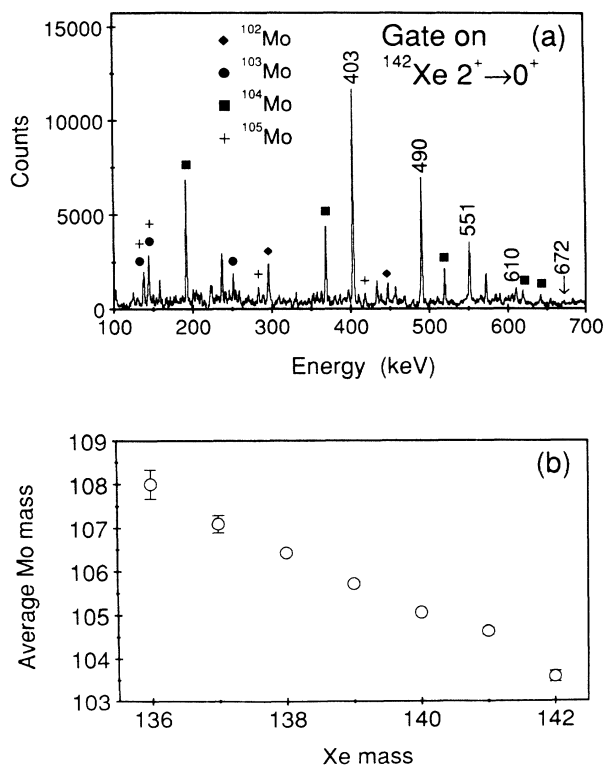 15000
10000
5000
0
Counts
◆ ¹⁰²Mo
● ¹⁰³Mo
■ ¹⁰⁴Mo
+ ¹⁰⁵Mo
Gate on (a)
¹⁴²Xe 2⁺→0⁺
403
490
551
610
672
100 200 300 400 500 600 700
Energy (keV)
(b)
109
108
107
106
105
104
103
Average Mo mass
136 138 140 142
Xe mass